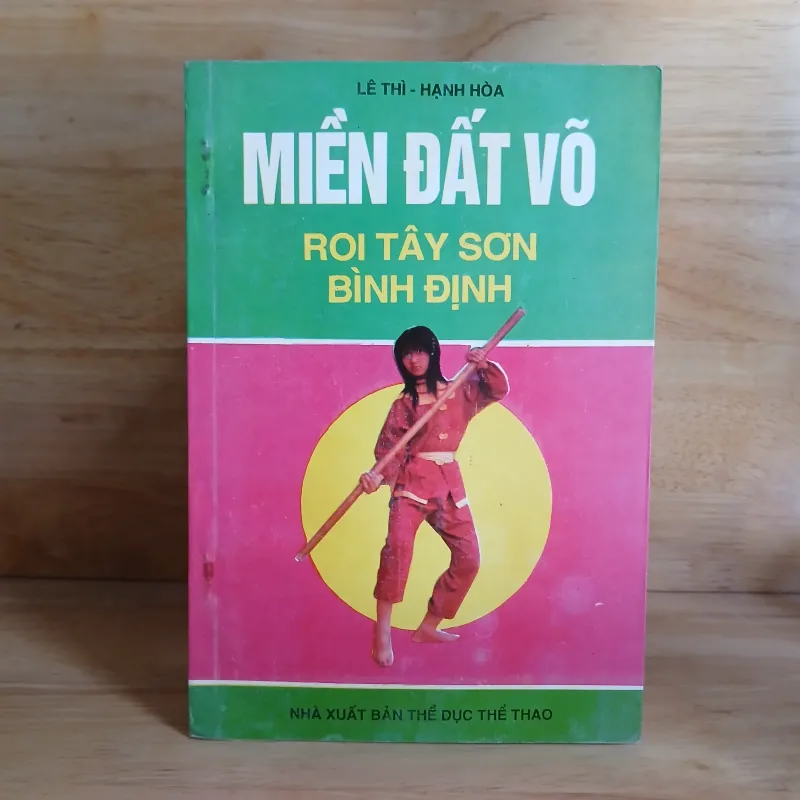 LÊ THÌ - HẠNH HÒA
MIỀN ĐẤT VÕ
ROI TÂY SƠN
BÌNH ĐỊNH
NHÀ XUẤT BẢN THỂ DỤC THỂ THAO